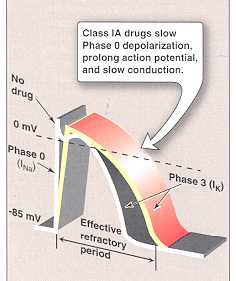 Class IA drugs slow
Phase 0 depolarization,
prolong action potential,
and slow conduction.
No
drug
0 mV
Phase 0
(INa)
Phase 3 (IK)
-85 mV
Effective
refractory
period